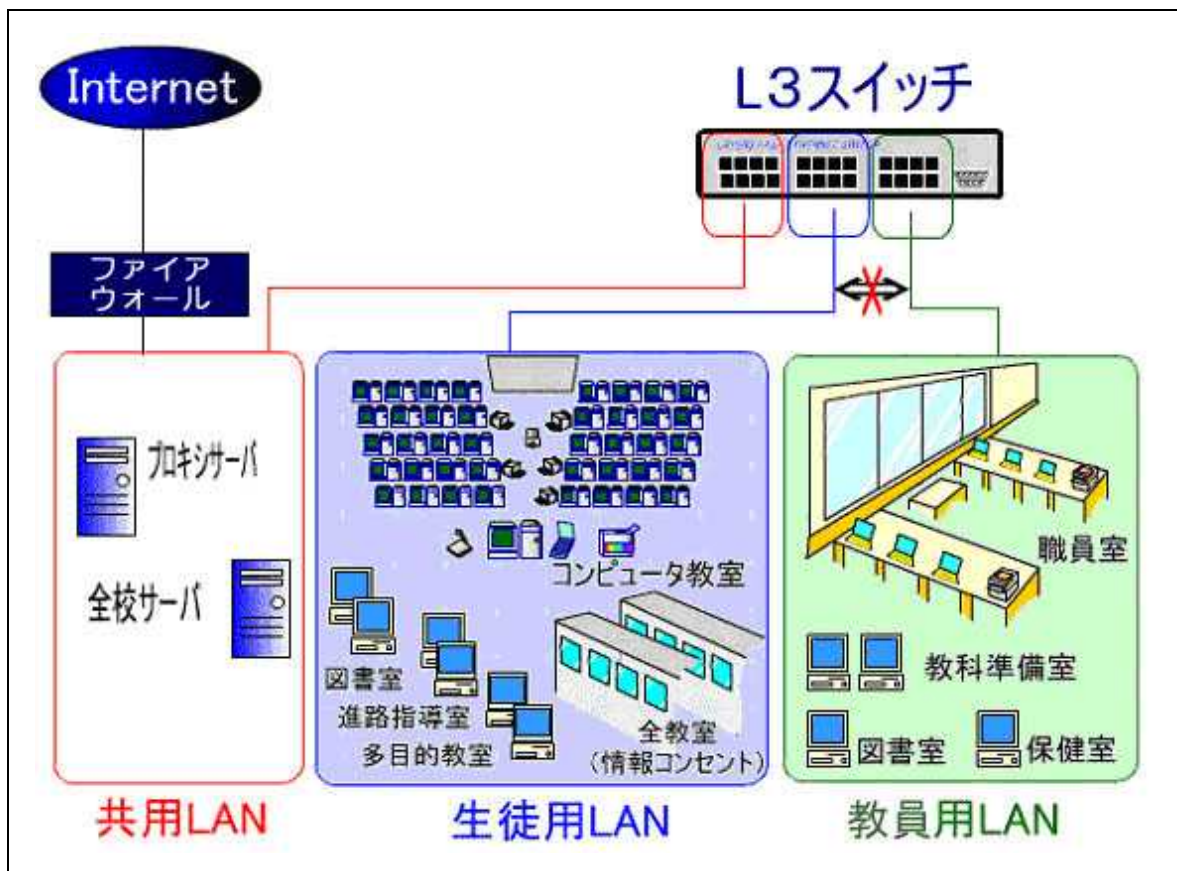 Internet
L3スイッチ
ファイア
ウォール
プロキシサーバ
全校サーバ
コンピュータ教室
図書室
進路指導室
多目的教室
全教室
(情報コンセント)
職員室
教科準備室
図書室
保健室
共用LAN
生徒用LAN
教員用LAN